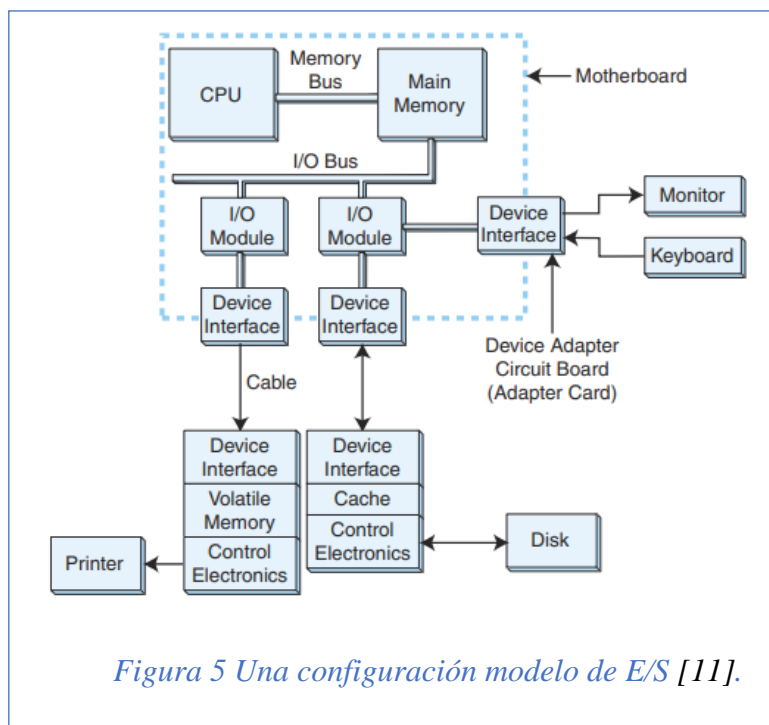 Memory
Bus
CPU
Main
Memory
Motherboard
I/O Bus
I/O
Module
I/O
Module
Device
Interface
Monitor
Keyboard
Device
Interface
Device
Interface
Device Adapter
Circuit Board
(Adapter Card)
Cable
Device
Interface
Volatile
Memory
Control
Electronics
Device
Interface
Cache
Control
Electronics
Printer
Disk
Figura 5 Una configuración modelo de E/S [11].